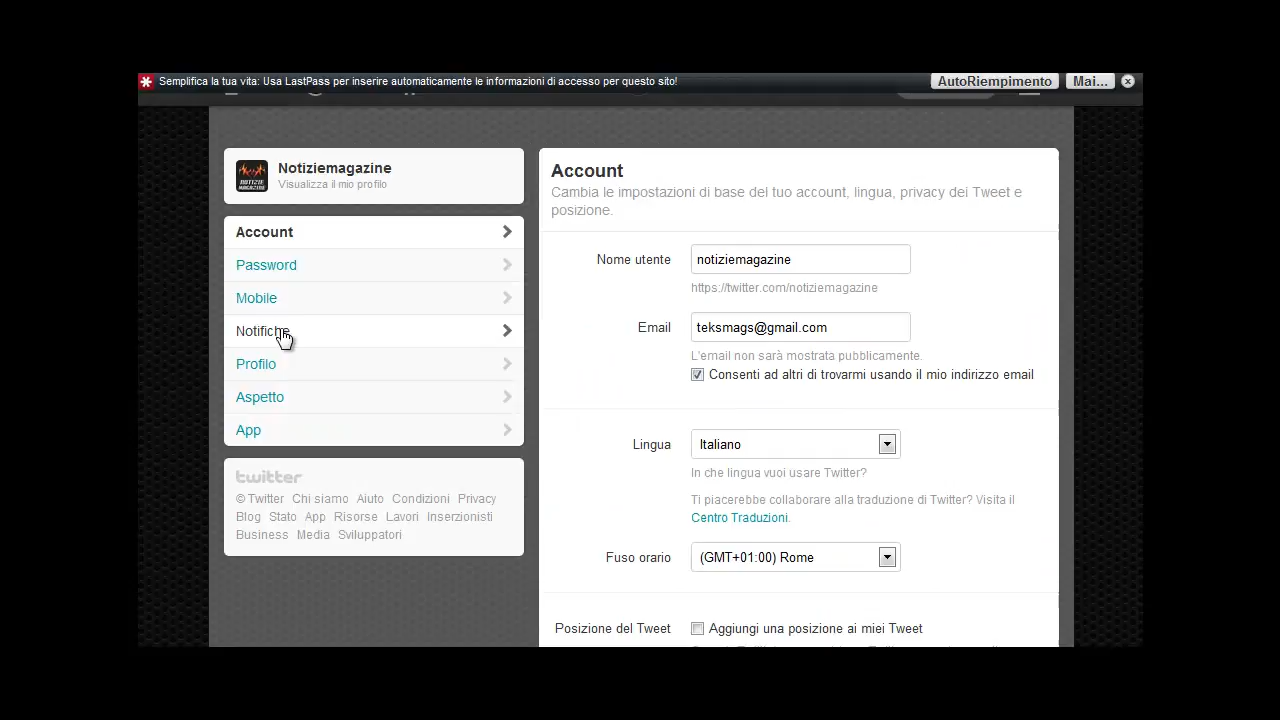 Semplifica la tua vita: Usa LastPass per inserire automaticamente le informazioni di accesso per questo sito!
AutoRiempimento
Mai...
Notiziemagazine
Visualizza il mio profilo
NOTIZIE
MAGAZINE
Account
Password
Mobile
Notifiche
Profilo
Aspetto
App
twitter
© Twitter Chi siamo Aiuto Condizioni Privacy
Blog Stato App Risorse Lavori Inserzionisti
Business Media Sviluppatori
Account
Cambia le impostazioni di base del tuo account, lingua, privacy dei Tweet e
posizione.
Nome utente notiziemagazine
https://twitter.com/notiziemagazine
Email teksmags@gmail.com
L'email non sarà mostrata pubblicamente.
Consenti ad altri di trovarmi usando il mio indirizzo email
Lingua Italiano
In che lingua vuoi usare Twitter?
Ti piacerebbe collaborare alla traduzione di Twitter? Visita il
Centro Traduzioni.
Fuso orario (GMT+01:00) Rome
Posizione del Tweet Aggiungi una posizione ai miei Tweet